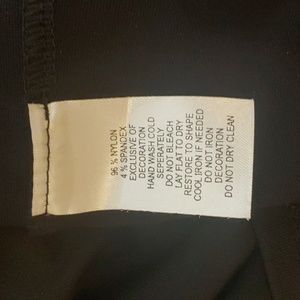 96 % NYLON
4 % SPANDEX
EXCLUSIVE OF
DECORATION
HAND WASH COLD
SEPERATELY
DO NOT BLEACH
LAY FLAT TO DRY
RESTORE TO SHAPE
COOL IRON IF NEEDED
DO NOT IRON
DECORATION
DO NOT DRY CLEAN